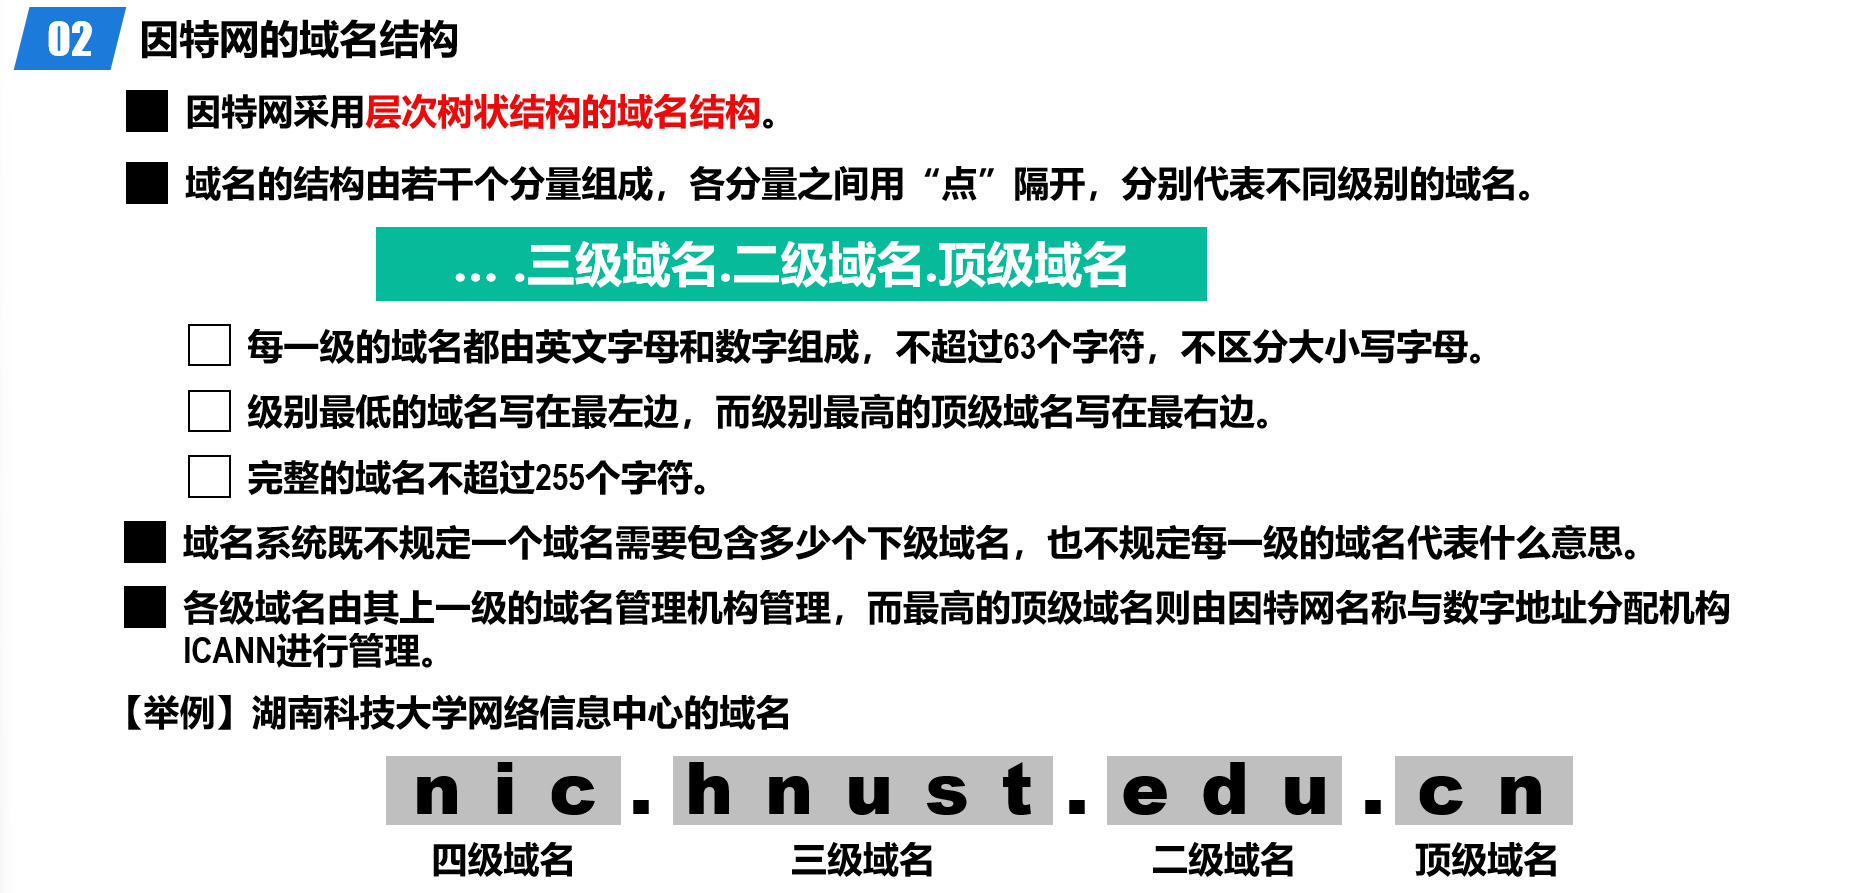 02 因特网的域名结构
因特网采用层次树状结构的域名结构。
域名的结构由若干个分量组成，各分量之间用“点”隔开，分别代表不同级别的域名。
… .三级域名.二级域名.顶级域名
每一级的域名都由英文字母和数字组成，不超过63个字符，不区分大小写字母。
级别最低的域名写在最左边，而级别最高的顶级域名写在最右边。
完整的域名不超过255个字符。
域名系统既不规定一个域名需要包含多少个下级域名，也不规定每一级的域名代表什么意思。
各级域名由其上一级的域名管理机构管理，而最高的顶级域名则由因特网名称与数字地址分配机构
ICANN进行管理。
【举例】湖南科技大学网络信息中心的域名
nic.hnust.edu.cn
四级域名 三级域名 二级域名 顶级域名